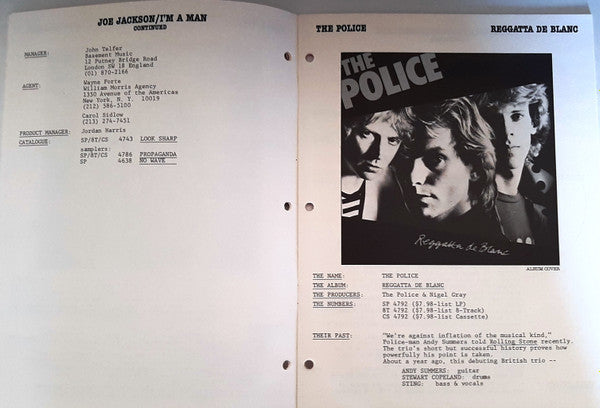 JOE JACKSON/I'M A MAN
CONTINUED
MANAGER:
John Telfer
Basement Music
12 Putney Bridge Road
London SW 18 England
(01) 870-2166
AGENT:
Wayne Forte
William Morris Agency
1350 Avenue of the Americas
New York, N. Y. 10019
(212) 586-5100
Carol Sidlow
(213) 274-7451
PRODUCT MANAGER: Jordan Harris
CATALOGUE:
SP/8T/CS 4743 LOOK SHARP
samplers:
SP/8T/CS 4786 PROPAGANDA
SP 4638 NO WAVE
THE POLICE
REGGATTA DE BLANC
THE
POLICE
Reggatta de Blanc
ALBUM COVER
THE NAME: THE POLICE
THE ALBUM: REGGATTA DE BLANC
THE PRODUCERS: The Police & Nigel Gray
THE NUMBERS: SP 4792 ($7.98-list LP)
8T 4792 ($7.98-list 8-Track)
CS 4792 ($7.98-list Cassette)
THEIR PAST: "We're against inflation of the musical kind,"
Police-man Andy Summers told Rolling Stone recently.
The trio's short but successful history proves how
powerfully his point is taken.
About a year ago, this debuting British trio --
ANDY SUMMERS: guitar
STEWART COPELAND: drums
STING: bass & vocals